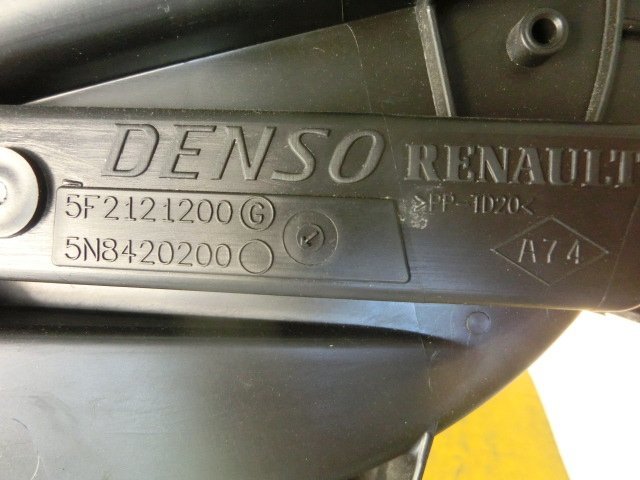 DENSO RENAULT
5F2121200 G
5N8420200
>PP-TD20<
A74